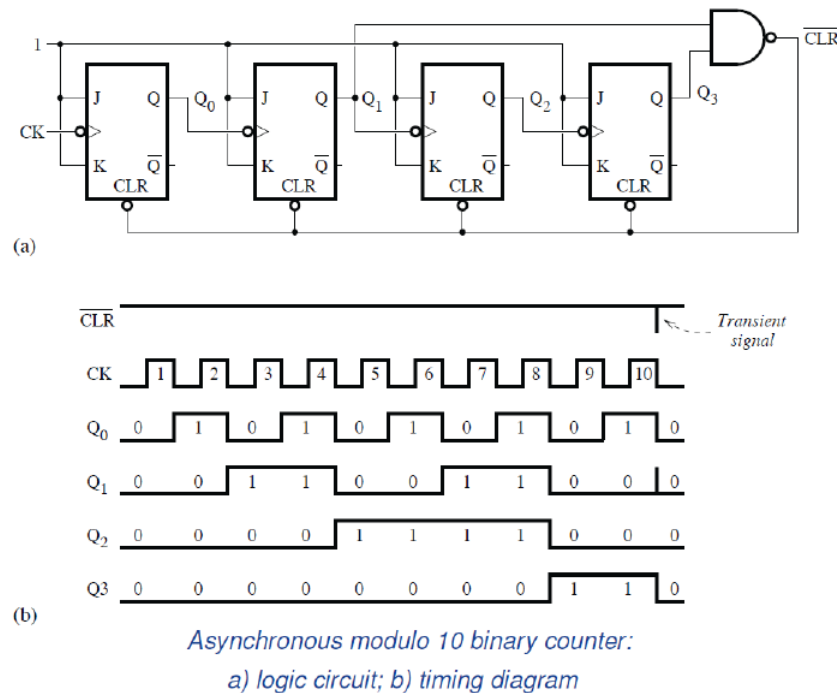 1
J Q Q0 J Q Q1 J Q Q2 J Q Q3 C̅L̅R̅
CK
K Q̅ K Q̅ K Q̅ K Q̅
CLR CLR CLR CLR
(a)
C̅L̅R̅ Transient
signal
CK 1 2 3 4 5 6 7 8 9 10
Q0 0 1 0 1 0 1 0 1 0 1 0
Q1 0 0 1 1 0 0 1 1 0 0 0
Q2 0 0 0 0 1 1 1 1 0 0 0
Q3 0 0 0 0 0 0 0 0 1 1 0
(b)
Asynchronous modulo 10 binary counter:
a) logic circuit; b) timing diagram